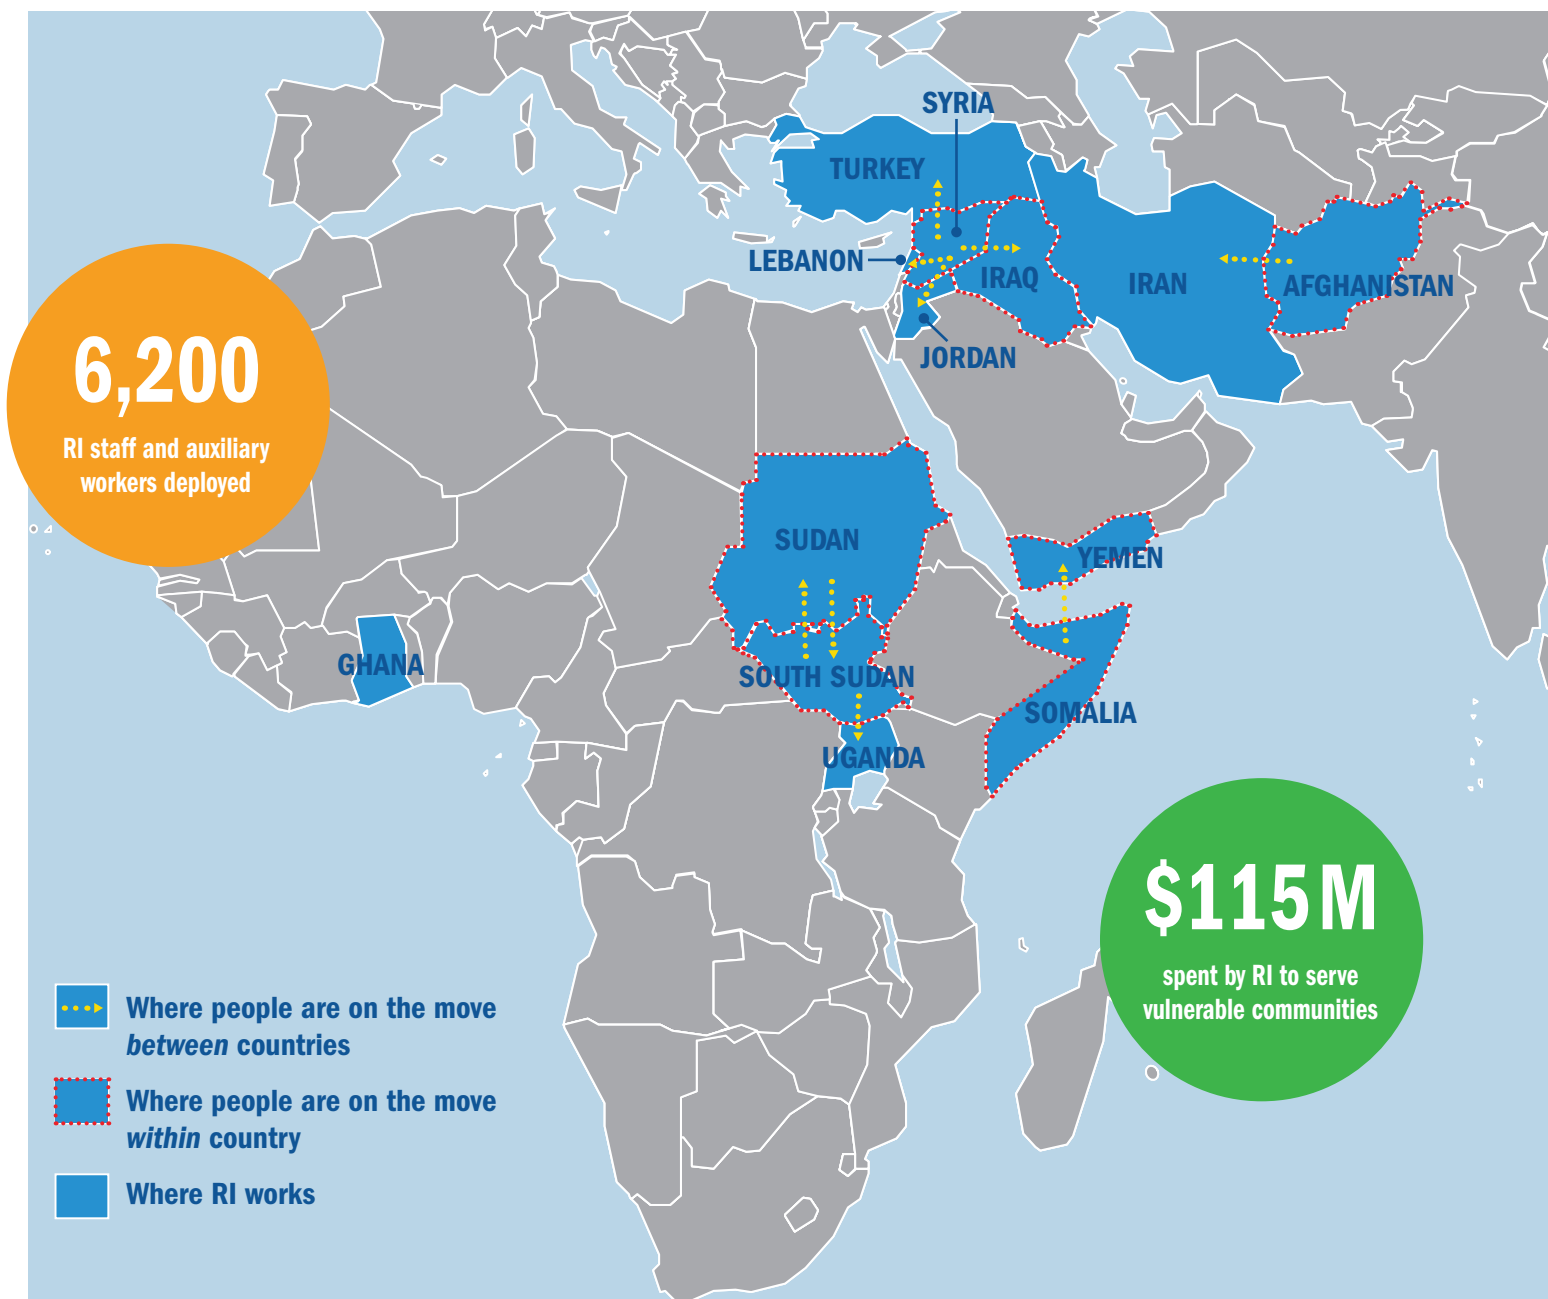 SYRIA
TURKEY
LEBANON
IRAQ
IRAN
AFGHANISTAN
JORDAN
6,200
RI staff and auxiliary
workers deployed
SUDAN
YEMEN
GHANA
SOUTH SUDAN
SOMALIA
UGANDA
$115M
spent by RI to serve
vulnerable communities
Where people are on the move
between countries
Where people are on the move
within country
Where RI works